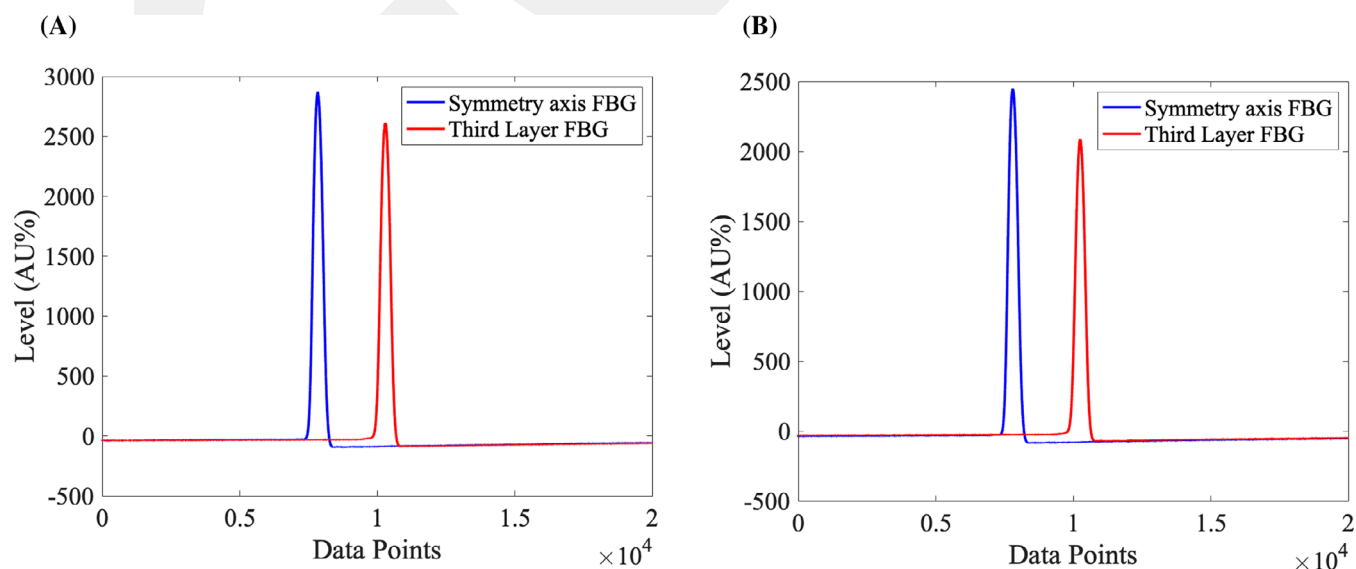 (A)
Level (AU%)
3000
2500
2000
1500
1000
500
0
-500
Symmetry axis FBG
Third Layer FBG
0 0.5 1 1.5 2
Data Points
×10⁴
(B)
Level (AU%)
2500
2000
1500
1000
500
0
-500
Symmetry axis FBG
Third Layer FBG
0 0.5 1 1.5 2
Data Points
×10⁴